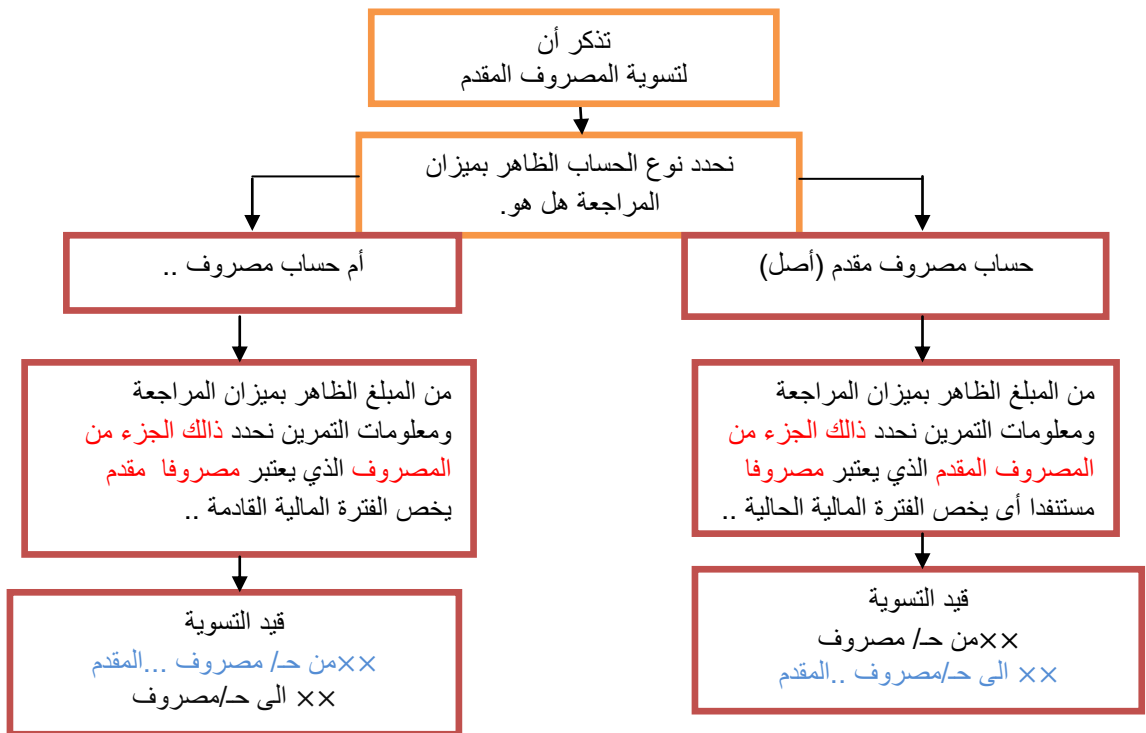 تذكر أن
لتسوية المصروف المقدم
نحدد نوع الحساب الظاهر بميزان
المراجعة هل هو.
حساب مصروف مقدم (أصل)
أم حساب مصروف ..
من المبلغ الظاهر بميزان المراجعة
ومعلومات التمرين نحدد ذالك الجزء من
المصروف المقدم الذي يعتبر مصروفا
مستنفدا أى يخص الفترة المالية الحالية ..
من المبلغ الظاهر بميزان المراجعة
ومعلومات التمرين نحدد ذالك الجزء من
المصروف الذي يعتبر مصروفا مقدم
يخص الفترة المالية القادمة ..
قيد التسوية
××من حـ/ مصروف
×× الى حـ/مصروف ..المقدم
قيد التسوية
××من حـ/ مصروف ...المقدم
×× الى حـ/مصروف